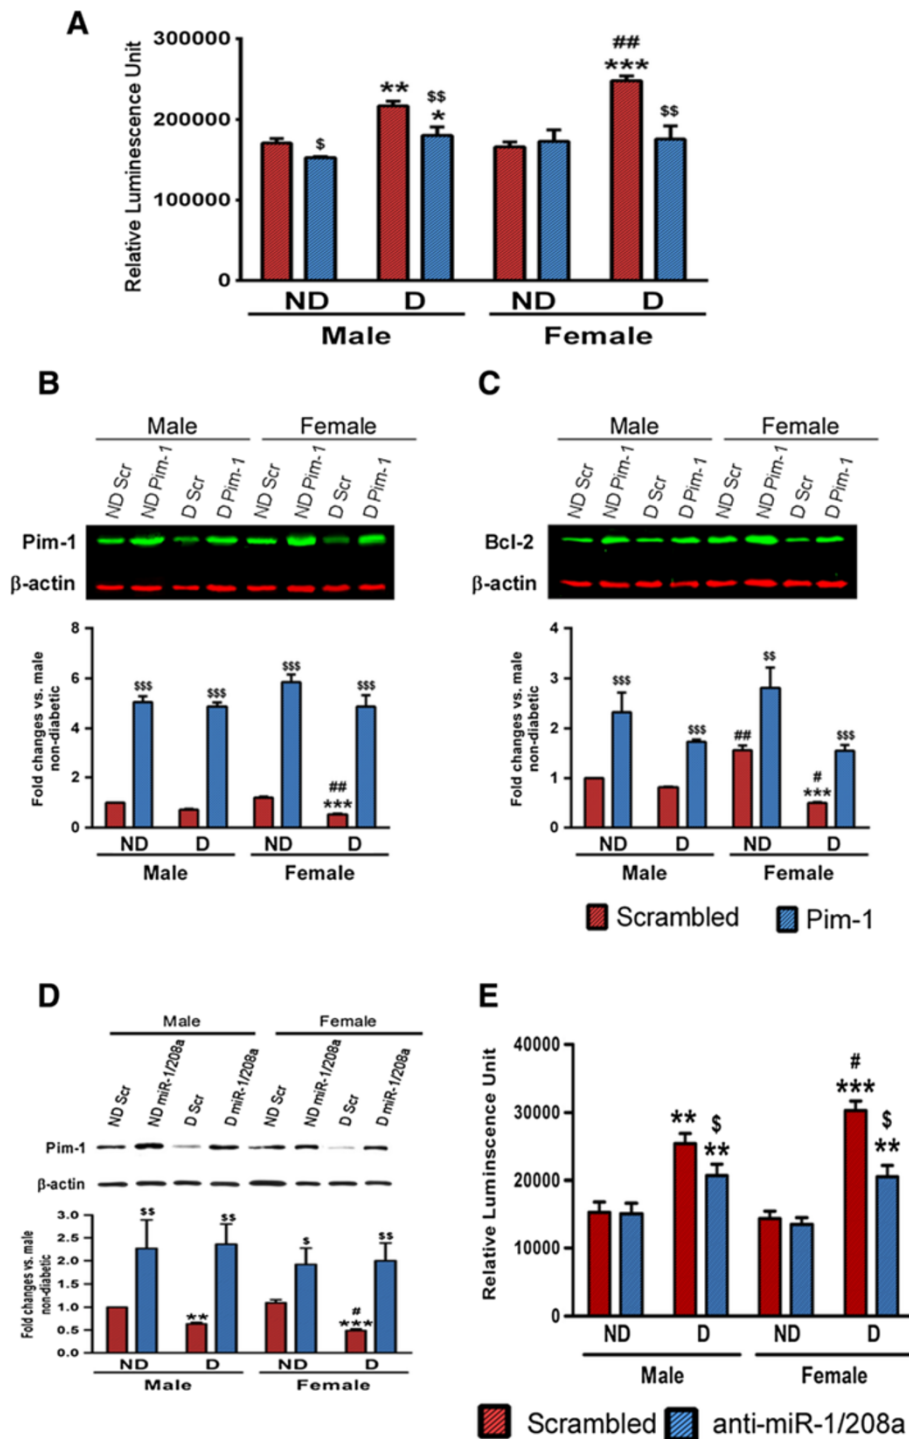 A
Relative Luminescence Unit
300000
200000
100000
0
** $ $$ * ## *** $$
ND D ND D
Male Female
B
Male Female
ND Scr ND Pim-1 D Scr D Pim-1 ND Scr ND Pim-1 D Scr D Pim-1
Pim-1
β-actin
Fold changes vs. male
non-diabetic
8
6
4
2
0
$$$ $$$ $$$ ## *** $$$
ND D ND D
Male Female
C
Male Female
ND Scr ND Pim-1 D Scr D Pim-1 ND Scr ND Pim-1 D Scr D Pim-1
Bcl-2
β-actin
Fold changes vs. male
non-diabetic
4
3
2
1
0
$$$ $$$ ## $$ # *** $$$
ND D ND D
Male Female
Scrambled Pim-1
D
Male Female
ND Scr ND miR-1/208a D Scr D miR-1/208a ND Scr ND miR-1/208a D Scr D miR-1/208a
Pim-1
β-actin
Fold changes vs. male
non-diabetic
3.0
2.5
2.0
1.5
1.0
0.5
0.0
$$ ** $$ $ # *** $$
ND D ND D
Male Female
E
Relative Luminscence Unit
40000
30000
20000
10000
0
** $ ** # *** $ **
ND D ND D
Male Female
Scrambled anti-miR-1/208a